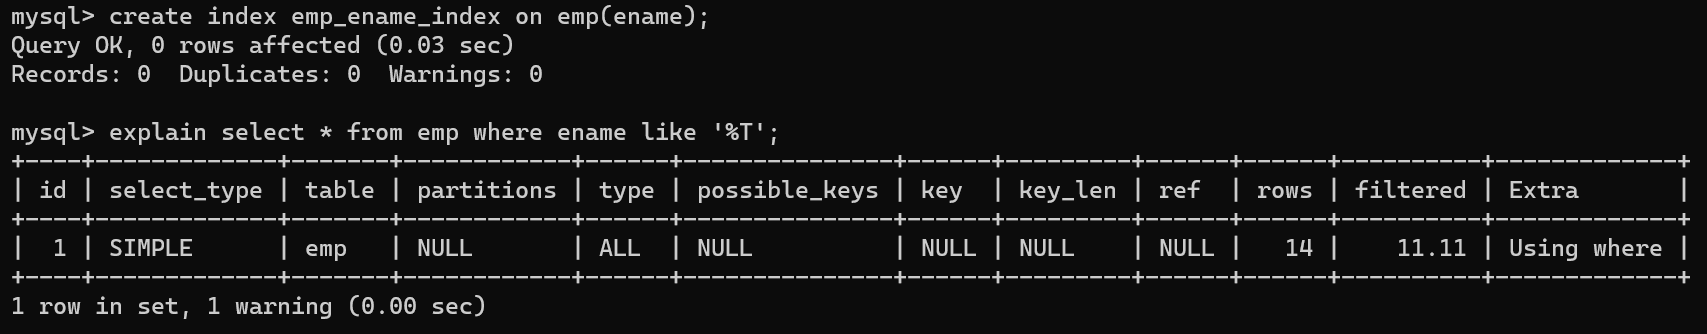 mysql> create index emp_ename_index on emp(ename);
Query OK, 0 rows affected (0.03 sec)
Records: 0  Duplicates: 0  Warnings: 0

mysql> explain select * from emp where ename like '%T';
+----+-------------+-------+------------+------+---------------+------+---------+------+------+----------+-------------+
| id | select_type | table | partitions | type | possible_keys | key  | key_len | ref  | rows | filtered | Extra       |
+----+-------------+-------+------------+------+---------------+------+---------+------+------+----------+-------------+
|  1 | SIMPLE      | emp   | NULL       | ALL  | NULL          | NULL | NULL    | NULL |   14 |    11.11 | Using where |
+----+-------------+-------+------------+------+---------------+------+---------+------+------+----------+-------------+
1 row in set, 1 warning (0.00 sec)